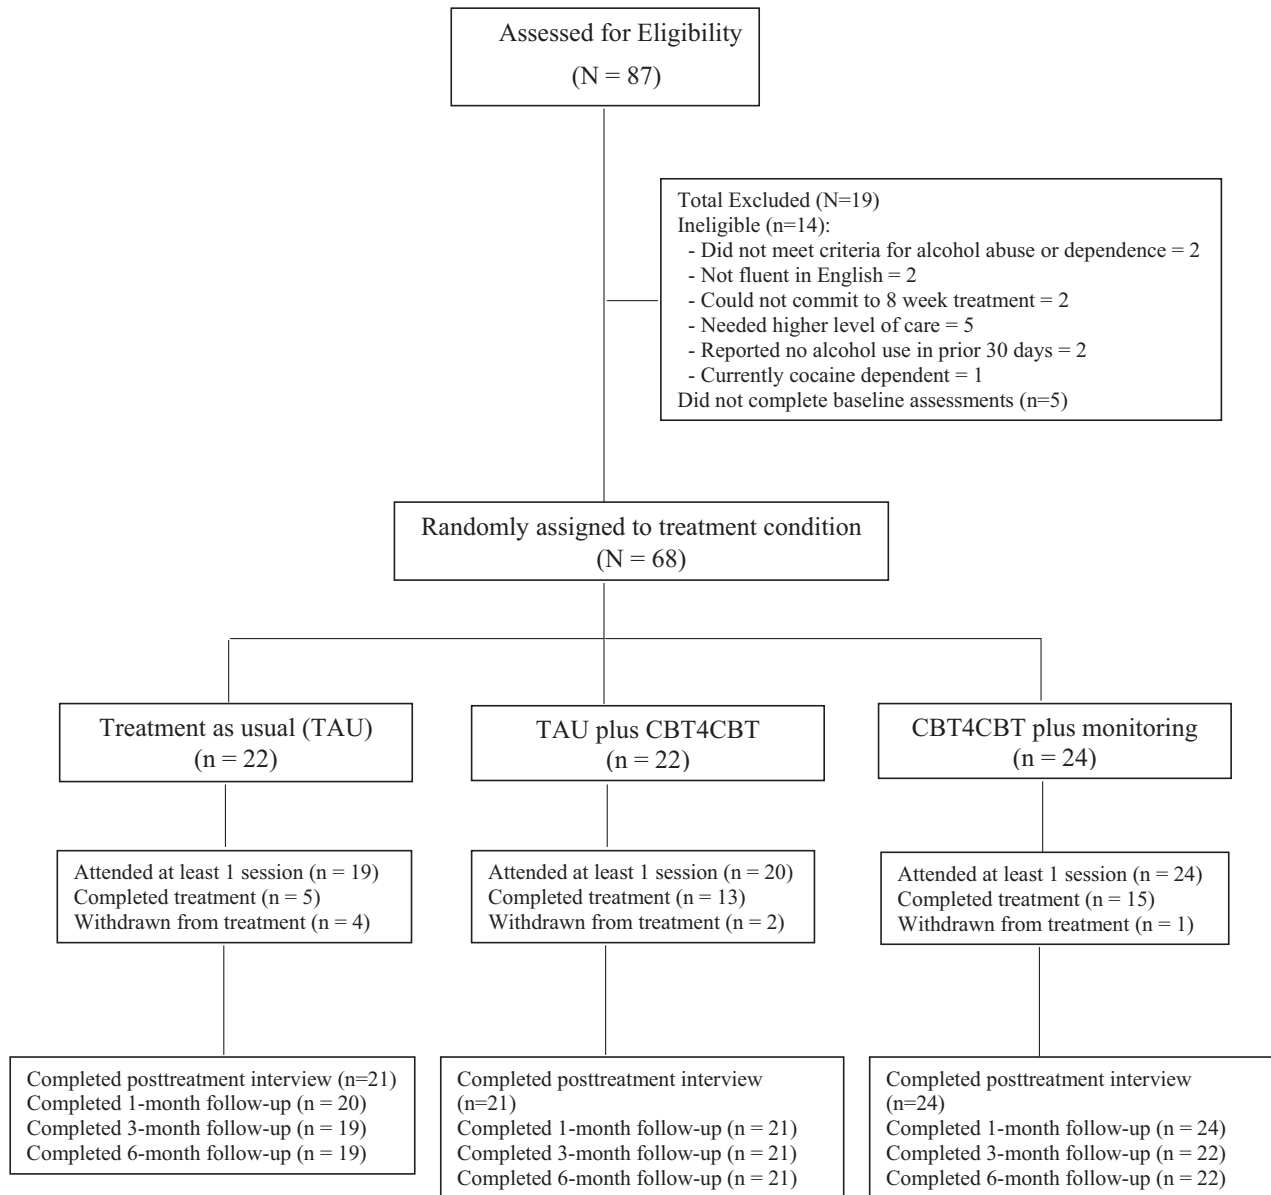 Assessed for Eligibility
(N = 87)
Total Excluded (N=19)
Ineligible (n=14):
- Did not meet criteria for alcohol abuse or dependence = 2
- Not fluent in English = 2
- Could not commit to 8 week treatment = 2
- Needed higher level of care = 5
- Reported no alcohol use in prior 30 days = 2
- Currently cocaine dependent = 1
Did not complete baseline assessments (n=5)
Randomly assigned to treatment condition
(N = 68)
Treatment as usual (TAU)
(n = 22)
TAU plus CBT4CBT
(n = 22)
CBT4CBT plus monitoring
(n = 24)
Attended at least 1 session (n = 19)
Completed treatment (n = 5)
Withdrawn from treatment (n = 4)
Attended at least 1 session (n = 20)
Completed treatment (n = 13)
Withdrawn from treatment (n = 2)
Attended at least 1 session (n = 24)
Completed treatment (n = 15)
Withdrawn from treatment (n = 1)
Completed posttreatment interview (n=21)
Completed 1-month follow-up (n = 20)
Completed 3-month follow-up (n = 19)
Completed 6-month follow-up (n = 19)
Completed posttreatment interview
(n=21)
Completed 1-month follow-up (n = 21)
Completed 3-month follow-up (n = 21)
Completed 6-month follow-up (n = 21)
Completed posttreatment interview
(n=24)
Completed 1-month follow-up (n = 24)
Completed 3-month follow-up (n = 22)
Completed 6-month follow-up (n = 22)